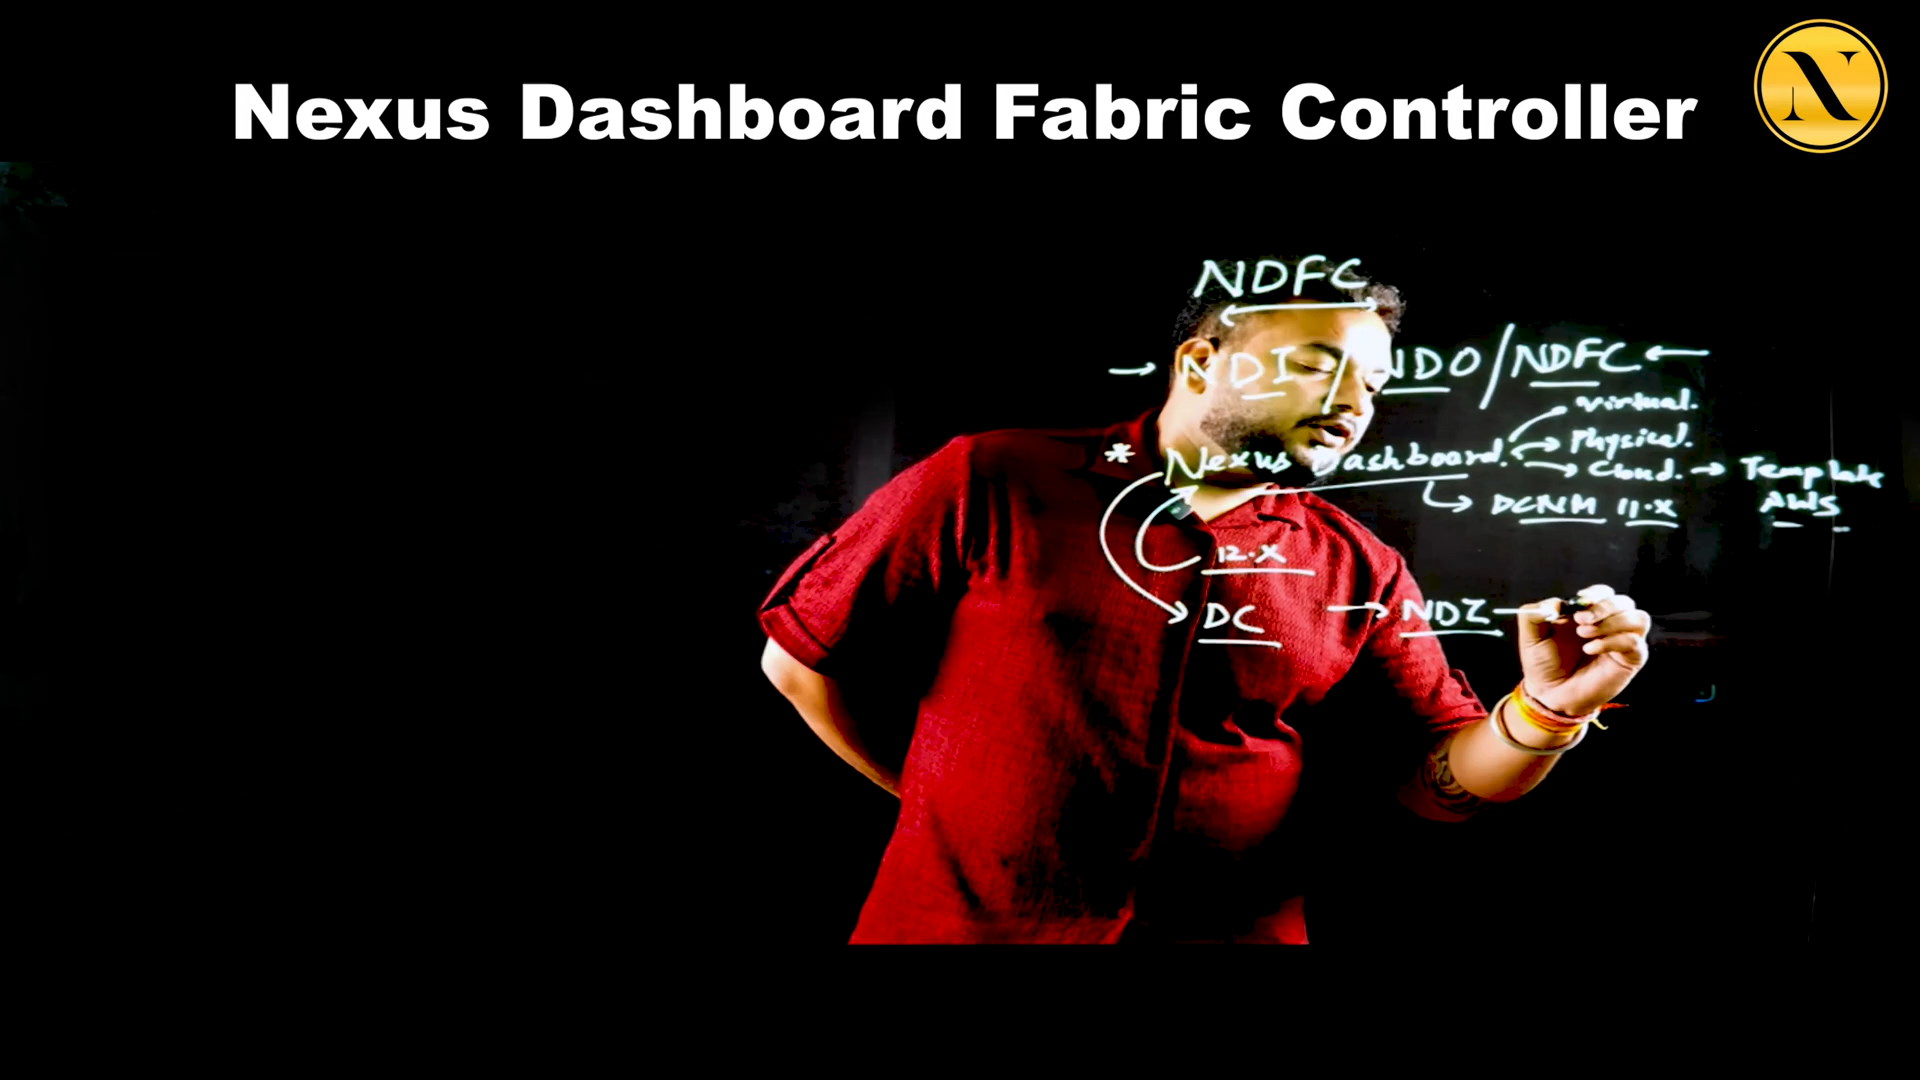 Nexus Dashboard Fabric Controller
N
NDFC
→ NDI / NDO / NDFC ←
Virtual.
Physical.
* Nexus Dashboard. → Cloud. → Template
↳ DCNM 11.x AWS
12.x
DC → NDI →